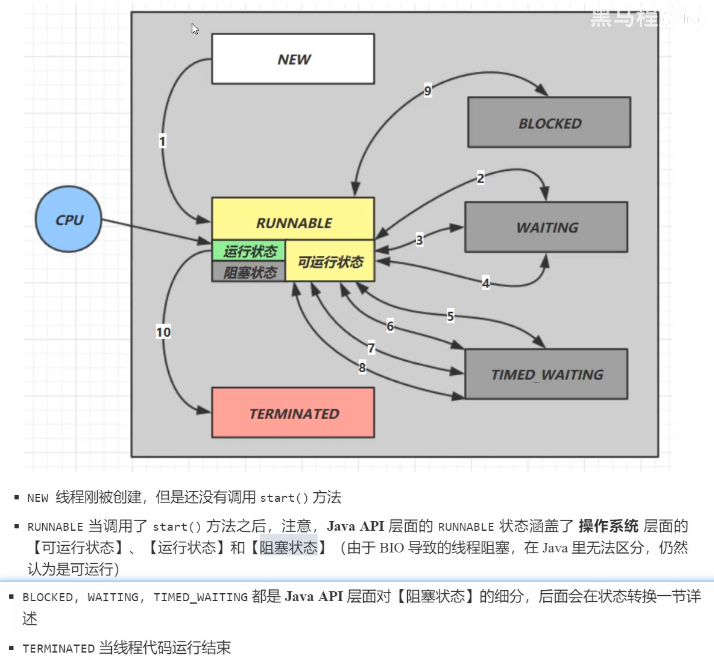 黑马程序员
NEW
9
BLOCKED
1
2
CPU
RUNNABLE
WAITING
3
运行状态
可运行状态
阻塞状态
4
5
10
6
7
8
TIMED_WAITING
TERMINATED
NEW 线程刚被创建，但是还没有调用 start() 方法
RUNNABLE 当调用了 start() 方法之后，注意，Java API 层面的 RUNNABLE 状态涵盖了 操作系统 层面的
【可运行状态】、【运行状态】和【阻塞状态】（由于 BIO 导致的线程阻塞，在 Java 里无法区分，仍然
认为是可运行）
BLOCKED, WAITING, TIMED_WAITING 都是 Java API 层面对【阻塞状态】的细分，后面会在状态转换一节详
述
TERMINATED 当线程代码运行结束